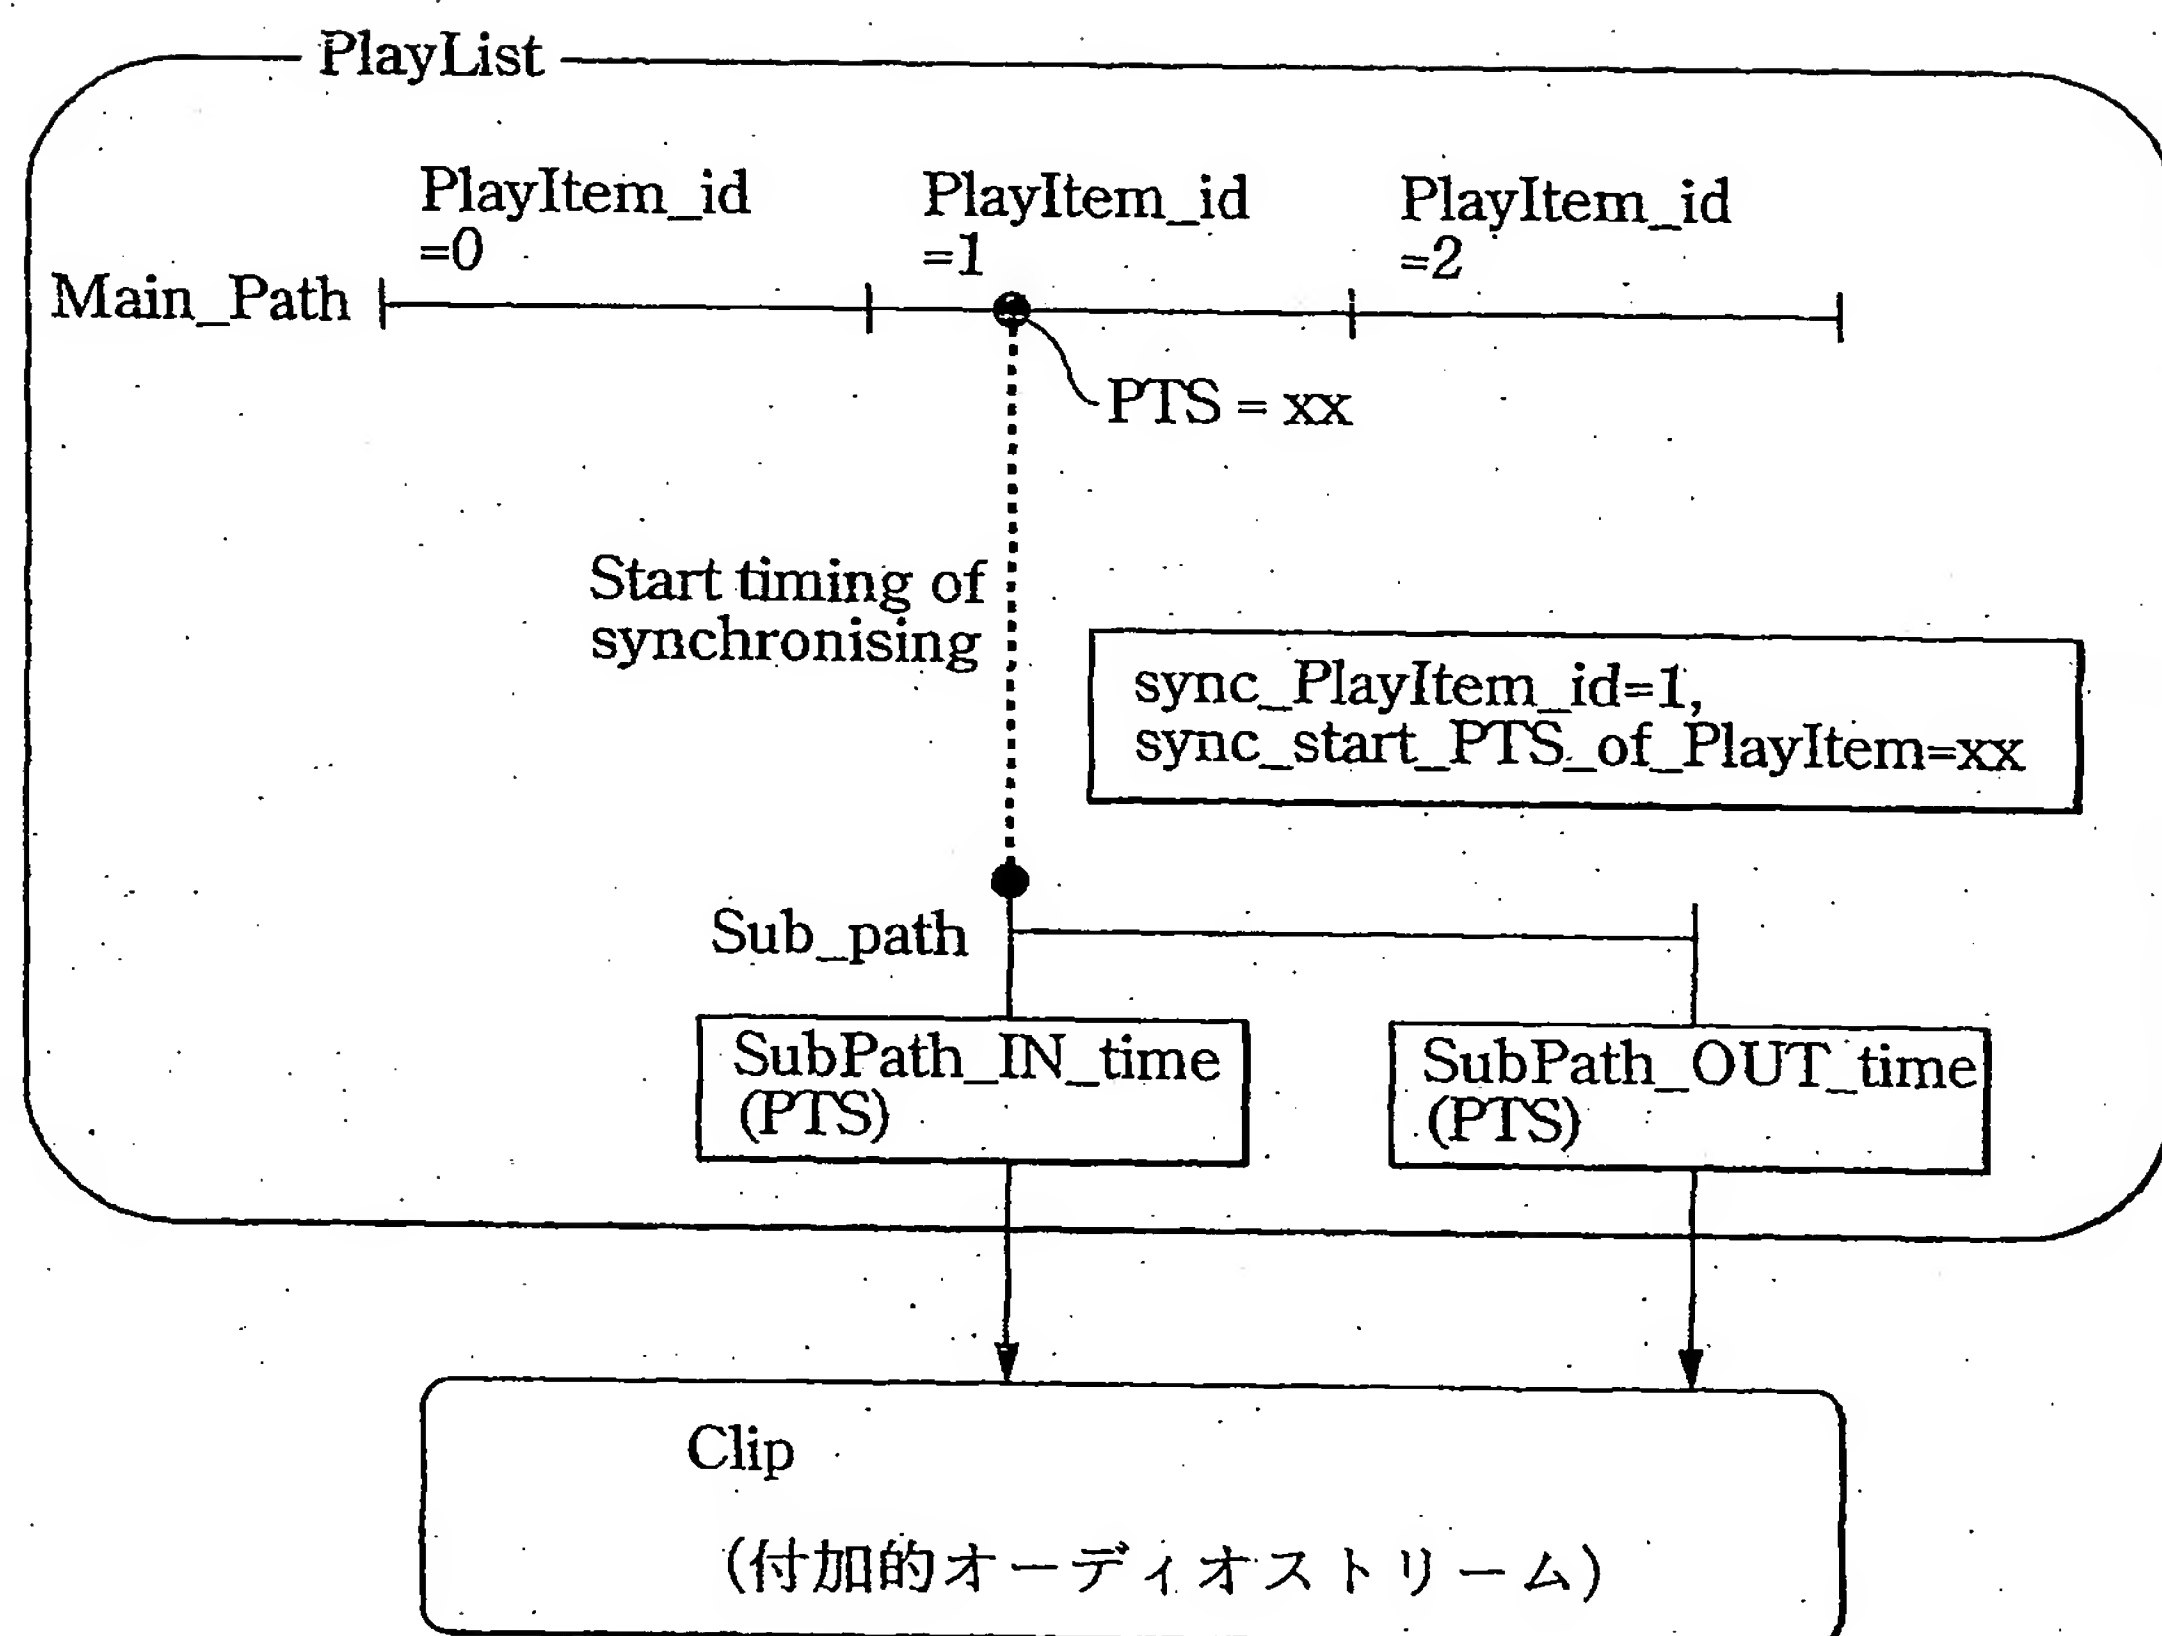 PlayList
PlayItem_id
=0
PlayItem_id
=1
PlayItem_id
=2
Main_Path
PTS = xx
Start timing of
synchronising
sync_PlayItem_id=1,
sync_start_PTS_of_PlayItem=xx
Sub_path
SubPath_IN_time
(PTS)
SubPath_OUT_time
(PTS)
Clip
(付加的オーディオストリーム)